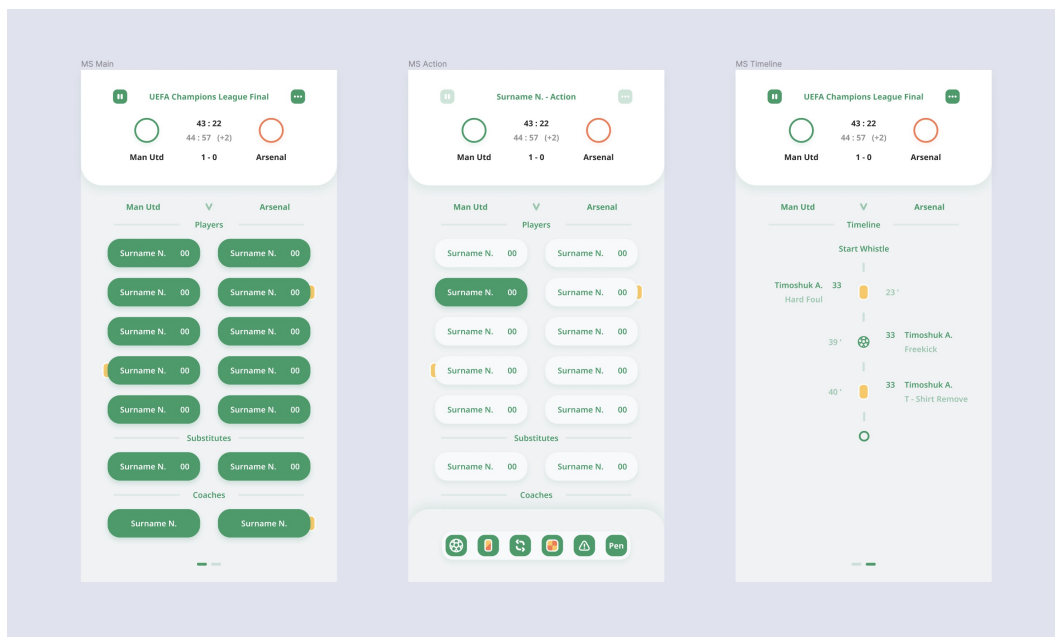 MS Main
UEFA Champions League Final
43 : 22
44 : 57 (+2)
Man Utd 1 - 0 Arsenal
Man Utd V Arsenal
Players
Surname N. 00 Surname N. 00
Surname N. 00 Surname N. 00
Surname N. 00 Surname N. 00
Surname N. 00 Surname N. 00
Surname N. 00 Surname N. 00
Substitutes
Surname N. 00 Surname N. 00
Coaches
Surname N. Surname N.
MS Action
Surname N. - Action
43 : 22
44 : 57 (+2)
Man Utd 1 - 0 Arsenal
Man Utd V Arsenal
Players
Surname N. 00 Surname N. 00
Surname N. 00 Surname N. 00
Surname N. 00 Surname N. 00
Surname N. 00 Surname N. 00
Surname N. 00 Surname N. 00
Substitutes
Surname N. 00 Surname N. 00
Coaches
Pen
MS Timeline
UEFA Champions League Final
43 : 22
44 : 57 (+2)
Man Utd 1 - 0 Arsenal
Man Utd V Arsenal
Timeline
Start Whistle
Timoshuk A. 33 23 '
Hard Foul
39 ' 33 Timoshuk A.
Freekick
40 ' 33 Timoshuk A.
T - Shirt Remove